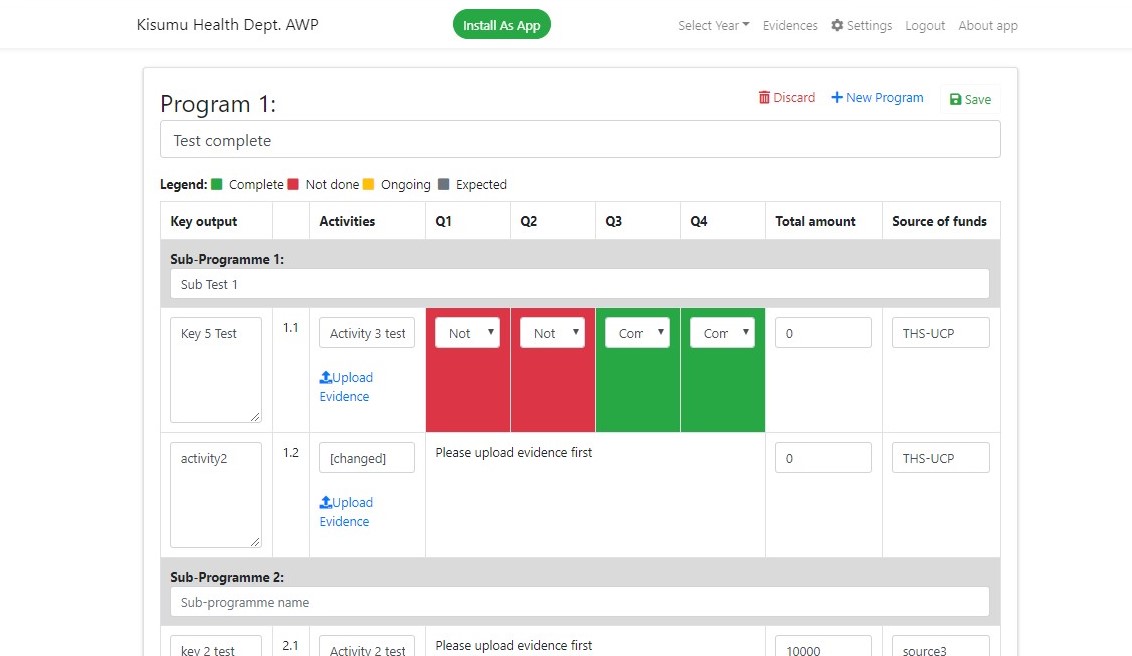 Kisumu Health Dept. AWP
Install As App
Select Year Evidences Settings Logout About app
Program 1:
Discard New Program Save
Test complete
Legend: Complete Not done Ongoing Expected
Key output Activities Q1 Q2 Q3 Q4 Total amount Source of funds
Sub-Programme 1:
Sub Test 1
Key 5 Test 1.1 Activity 3 test Not Not Com Com 0 THS-UCP
Upload
Evidence
activity2 1.2 [changed] Please upload evidence first 0 THS-UCP
Upload
Evidence
Sub-Programme 2:
Sub-programme name
key 2 test 2.1 Activity 2 test Please upload evidence first 10000 source3